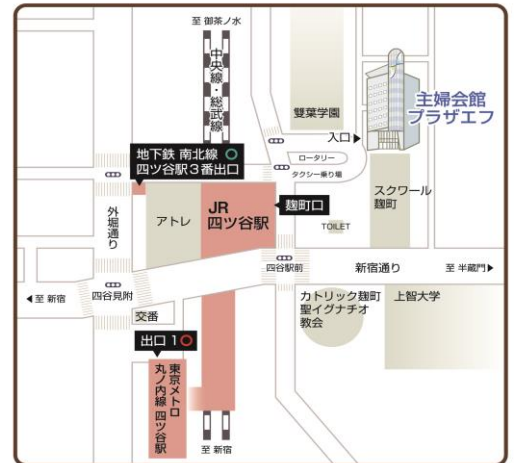 至 御茶ノ水
中央線・総武線
雙葉学園
主婦会館
プラザエフ
入口▶
ロータリー
タクシー乗り場
地下鉄 南北線
四ツ谷駅3番出口
外堀通り
アトレ
JR
四ツ谷駅
麹町口
スクワール
麹町
TOILET
四谷駅前
新宿通り
至 半蔵門▶
◀至 新宿
四谷見附
交番
カトリック麹町
聖イグナチオ
教会
上智大学
出口 1
東京メトロ
丸ノ内線 四ツ谷駅
至 新宿